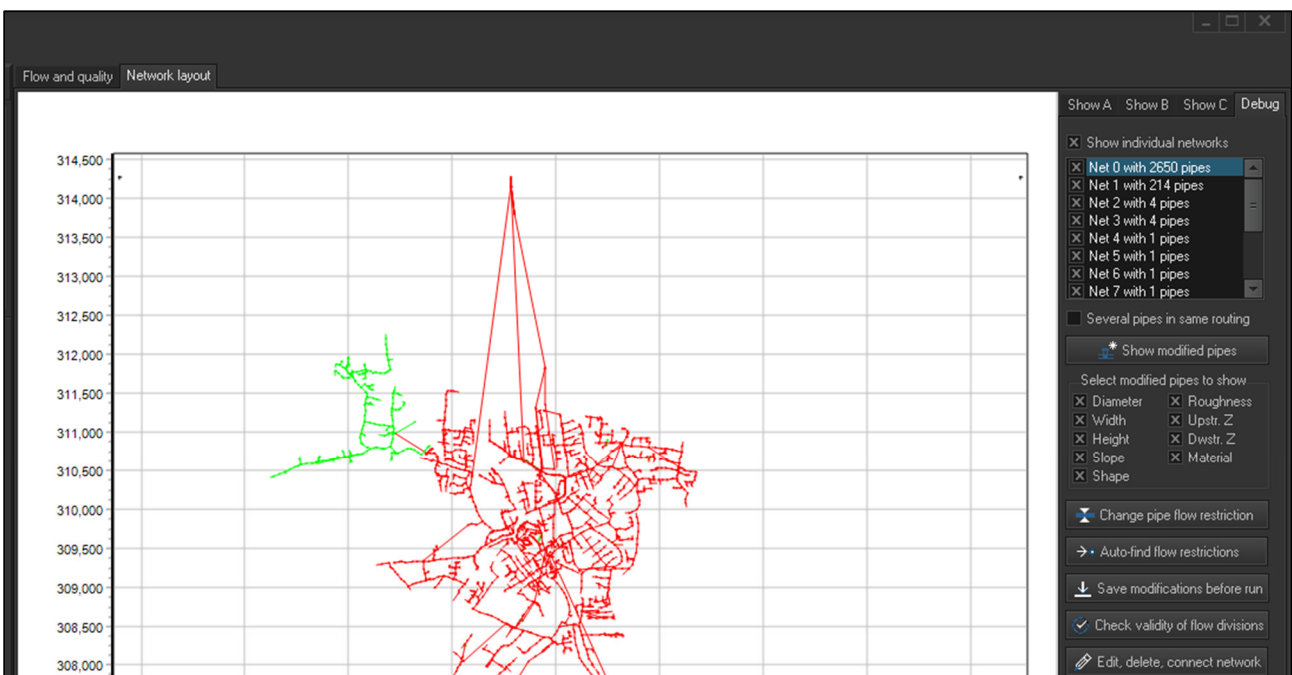 Flow and quality Network layout
Show A Show B Show C Debug
Show individual networks
Net 0 with 2650 pipes
Net 1 with 214 pipes
Net 2 with 4 pipes
Net 3 with 4 pipes
Net 4 with 1 pipes
Net 5 with 1 pipes
Net 6 with 1 pipes
Net 7 with 1 pipes
Several pipes in same routing
Show modified pipes
Select modified pipes to show
Diameter Roughness
Width Upstr. Z
Height Dwstr. Z
Slope Material
Shape
Change pipe flow restriction
Auto-find flow restrictions
Save modifications before run
Check validity of flow divisions
Edit, delete, connect network
314,500
314,000
313,500
313,000
312,500
312,000
311,500
311,000
310,500
310,000
309,500
309,000
308,500
308,000